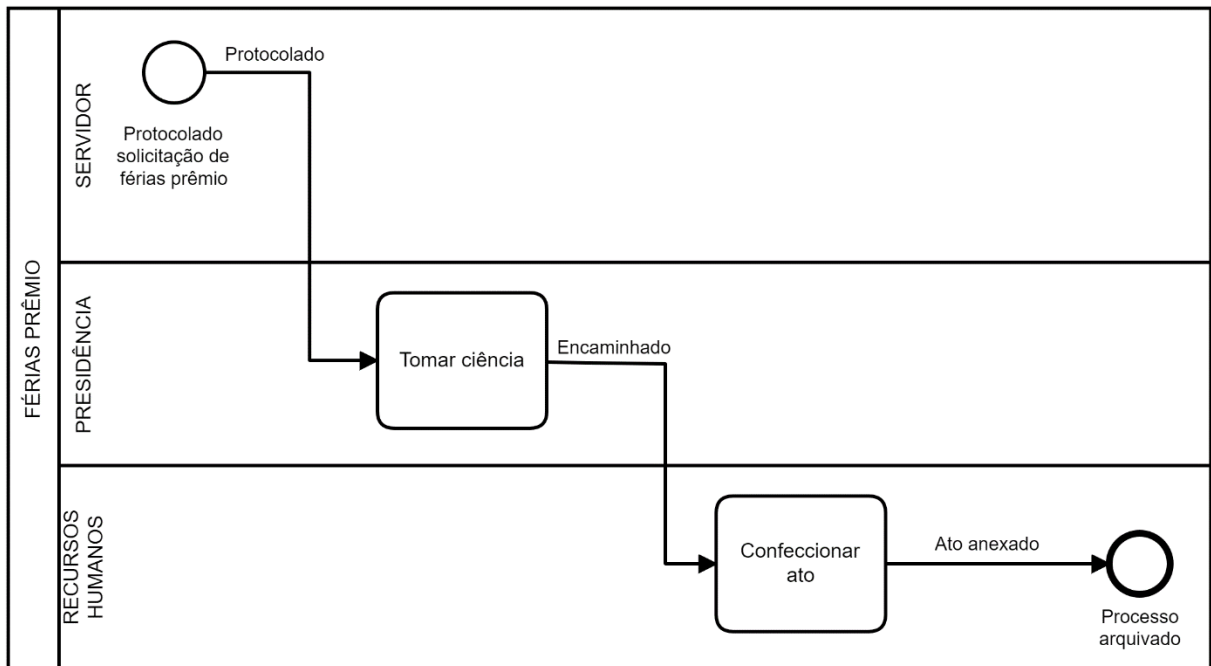 FÉRIAS PRÊMIO
SERVIDOR
Protocolado
Protocolado
solicitação de
férias prêmio
PRESIDÊNCIA
Tomar ciência
Encaminhado
RECURSOS
HUMANOS
Confeccionar
ato
Ato anexado
Processo
arquivado